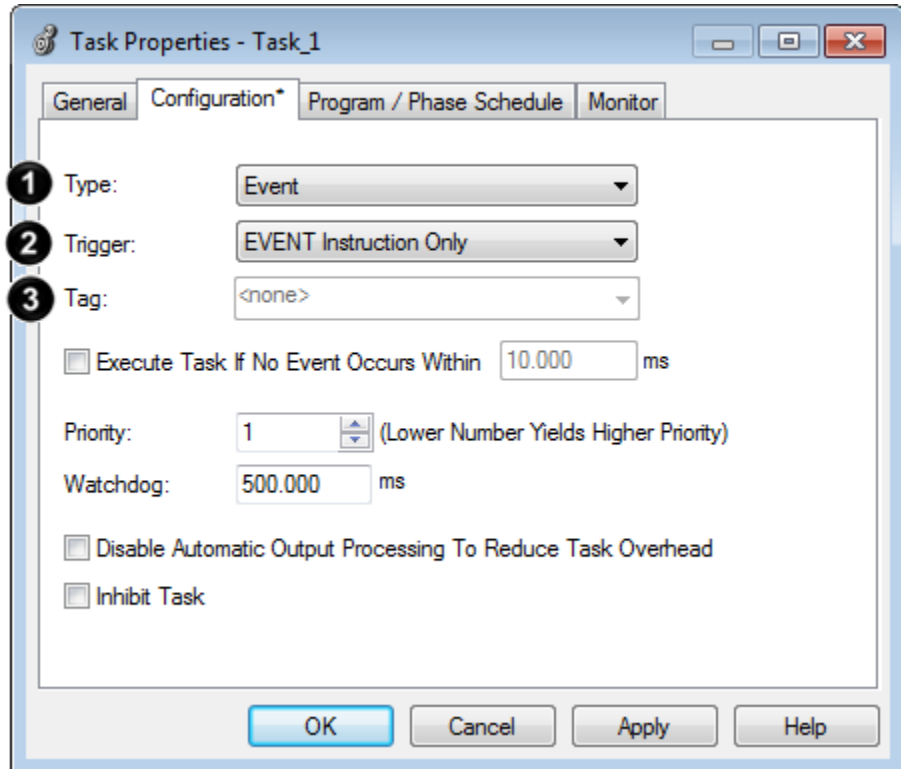 Task Properties - Task_1
General Configuration* Program / Phase Schedule Monitor
1 Type: Event
2 Trigger: EVENT Instruction Only
3 Tag: <none>
Execute Task If No Event Occurs Within 10.000 ms
Priority: 1 (Lower Number Yields Higher Priority)
Watchdog: 500.000 ms
Disable Automatic Output Processing To Reduce Task Overhead
Inhibit Task
OK Cancel Apply Help